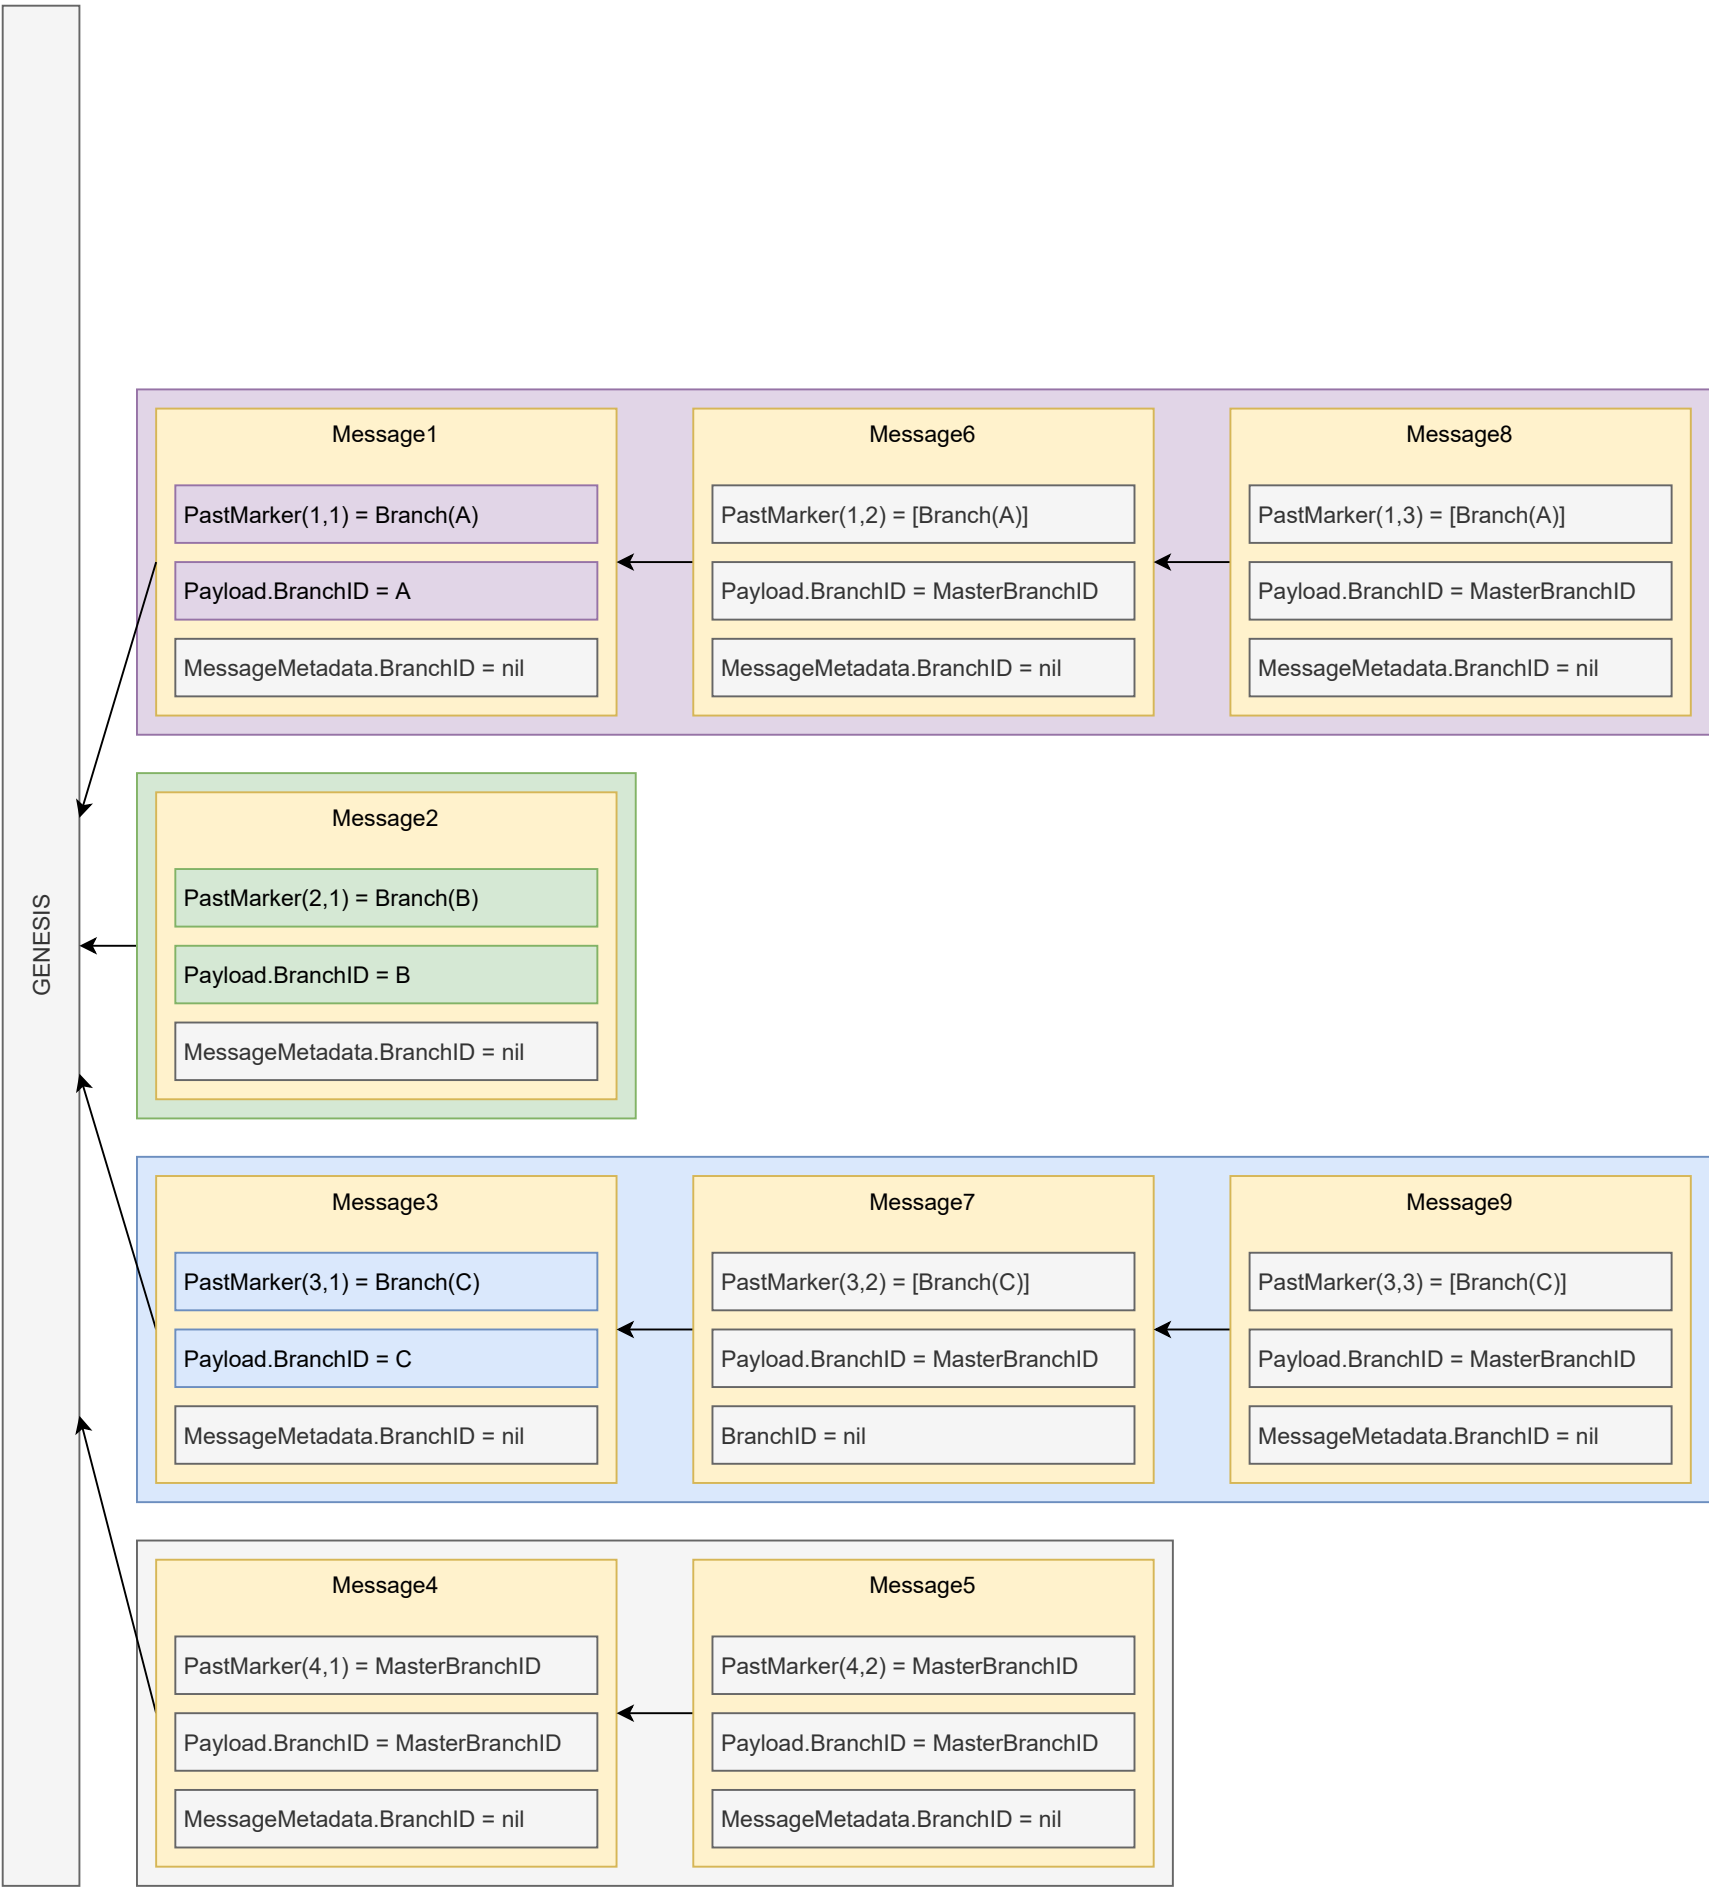 GENESIS
Message1
PastMarker(1,1) = Branch(A)
Payload.BranchID = A
MessageMetadata.BranchID = nil
Message6
PastMarker(1,2) = [Branch(A)]
Payload.BranchID = MasterBranchID
MessageMetadata.BranchID = nil
Message8
PastMarker(1,3) = [Branch(A)]
Payload.BranchID = MasterBranchID
MessageMetadata.BranchID = nil
Message2
PastMarker(2,1) = Branch(B)
Payload.BranchID = B
MessageMetadata.BranchID = nil
Message3
PastMarker(3,1) = Branch(C)
Payload.BranchID = C
MessageMetadata.BranchID = nil
Message7
PastMarker(3,2) = [Branch(C)]
Payload.BranchID = MasterBranchID
BranchID = nil
Message9
PastMarker(3,3) = [Branch(C)]
Payload.BranchID = MasterBranchID
MessageMetadata.BranchID = nil
Message4
PastMarker(4,1) = MasterBranchID
Payload.BranchID = MasterBranchID
MessageMetadata.BranchID = nil
Message5
PastMarker(4,2) = MasterBranchID
Payload.BranchID = MasterBranchID
MessageMetadata.BranchID = nil